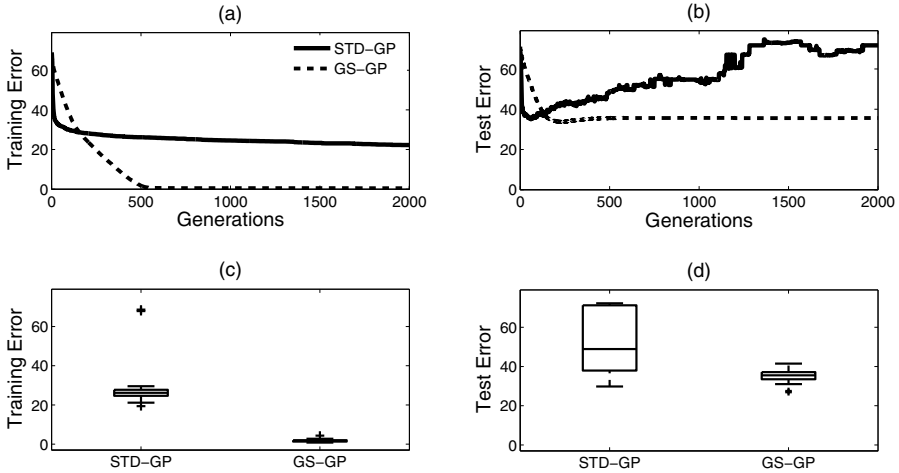 (a)
Training Error
60
40
20
0
STD-GP
GS-GP
0 500 1000 1500 2000
Generations
(b)
Test Error
60
40
20
0
0 500 1000 1500 2000
Generations
(c)
Training Error
60
40
20
0
STD-GP GS-GP
(d)
Test Error
60
40
20
0
STD-GP GS-GP